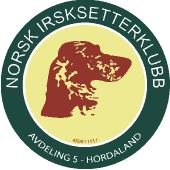 NORSK IRSKSETTERKLUBB
AVDELING 5 - HORDALAND